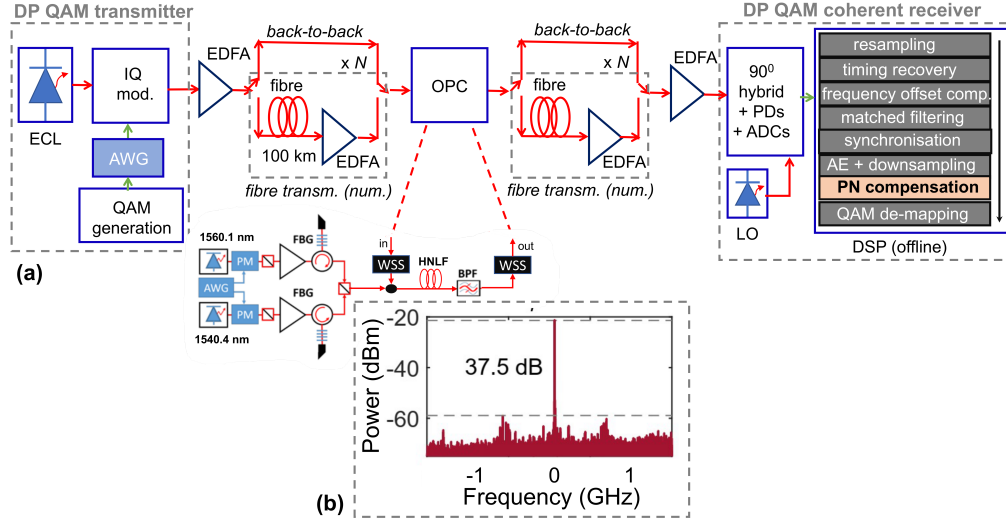 DP QAM transmitter
ECL
IQ
mod.
AWG
QAM
generation
(a)
EDFA
back-to-back
x N
fibre
100 km
EDFA
fibre transm. (num.)
OPC
back-to-back
x N
fibre
100 km
EDFA
fibre transm. (num.)
EDFA
DP QAM coherent receiver
90⁰
hybrid
+ PDs
+ ADCs
LO
resampling
timing recovery
frequency offset comp.
matched filtering
synchronisation
AE + downsampling
PN compensation
QAM de-mapping
DSP (offline)
1560.1 nm
PM
FBG
AWG
FBG
PM
1540.4 nm
in
WSS
HNLF
BPF
WSS
out
(b)
Power (dBm)
-20
-40
-60
37.5 dB
-1
0
1
Frequency (GHz)